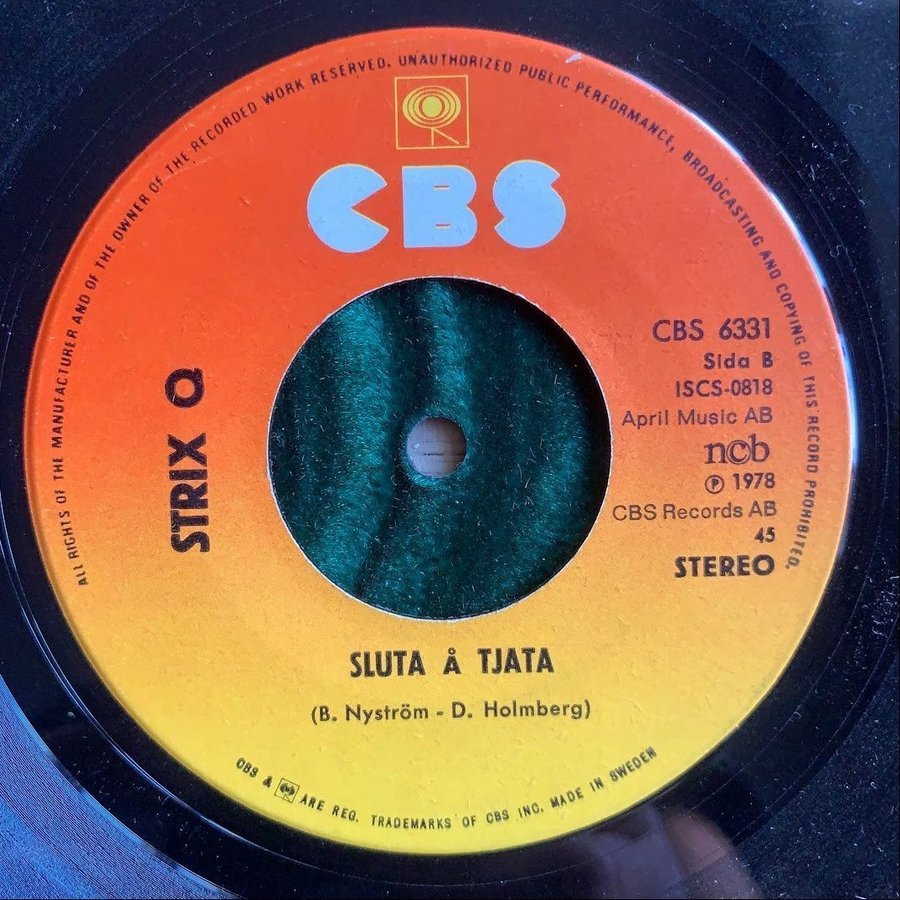 ALL RIGHTS OF THE MANUFACTURER AND OF THE OWNER OF THE RECORDED WORK RESERVED. UNAUTHORIZED PUBLIC PERFORMANCE, BROADCASTING AND COPYING OF THIS RECORD PROHIBITED.
CBS
STRIX Q
CBS 6331
Sida B
ISCS-0818
April Music AB
ncb
℗ 1978
CBS Records AB
45
STEREO
SLUTA Å TJATA
(B. Nyström - D. Holmberg)
CBS & ARE REG. TRADEMARKS OF CBS INC. MADE IN SWEDEN